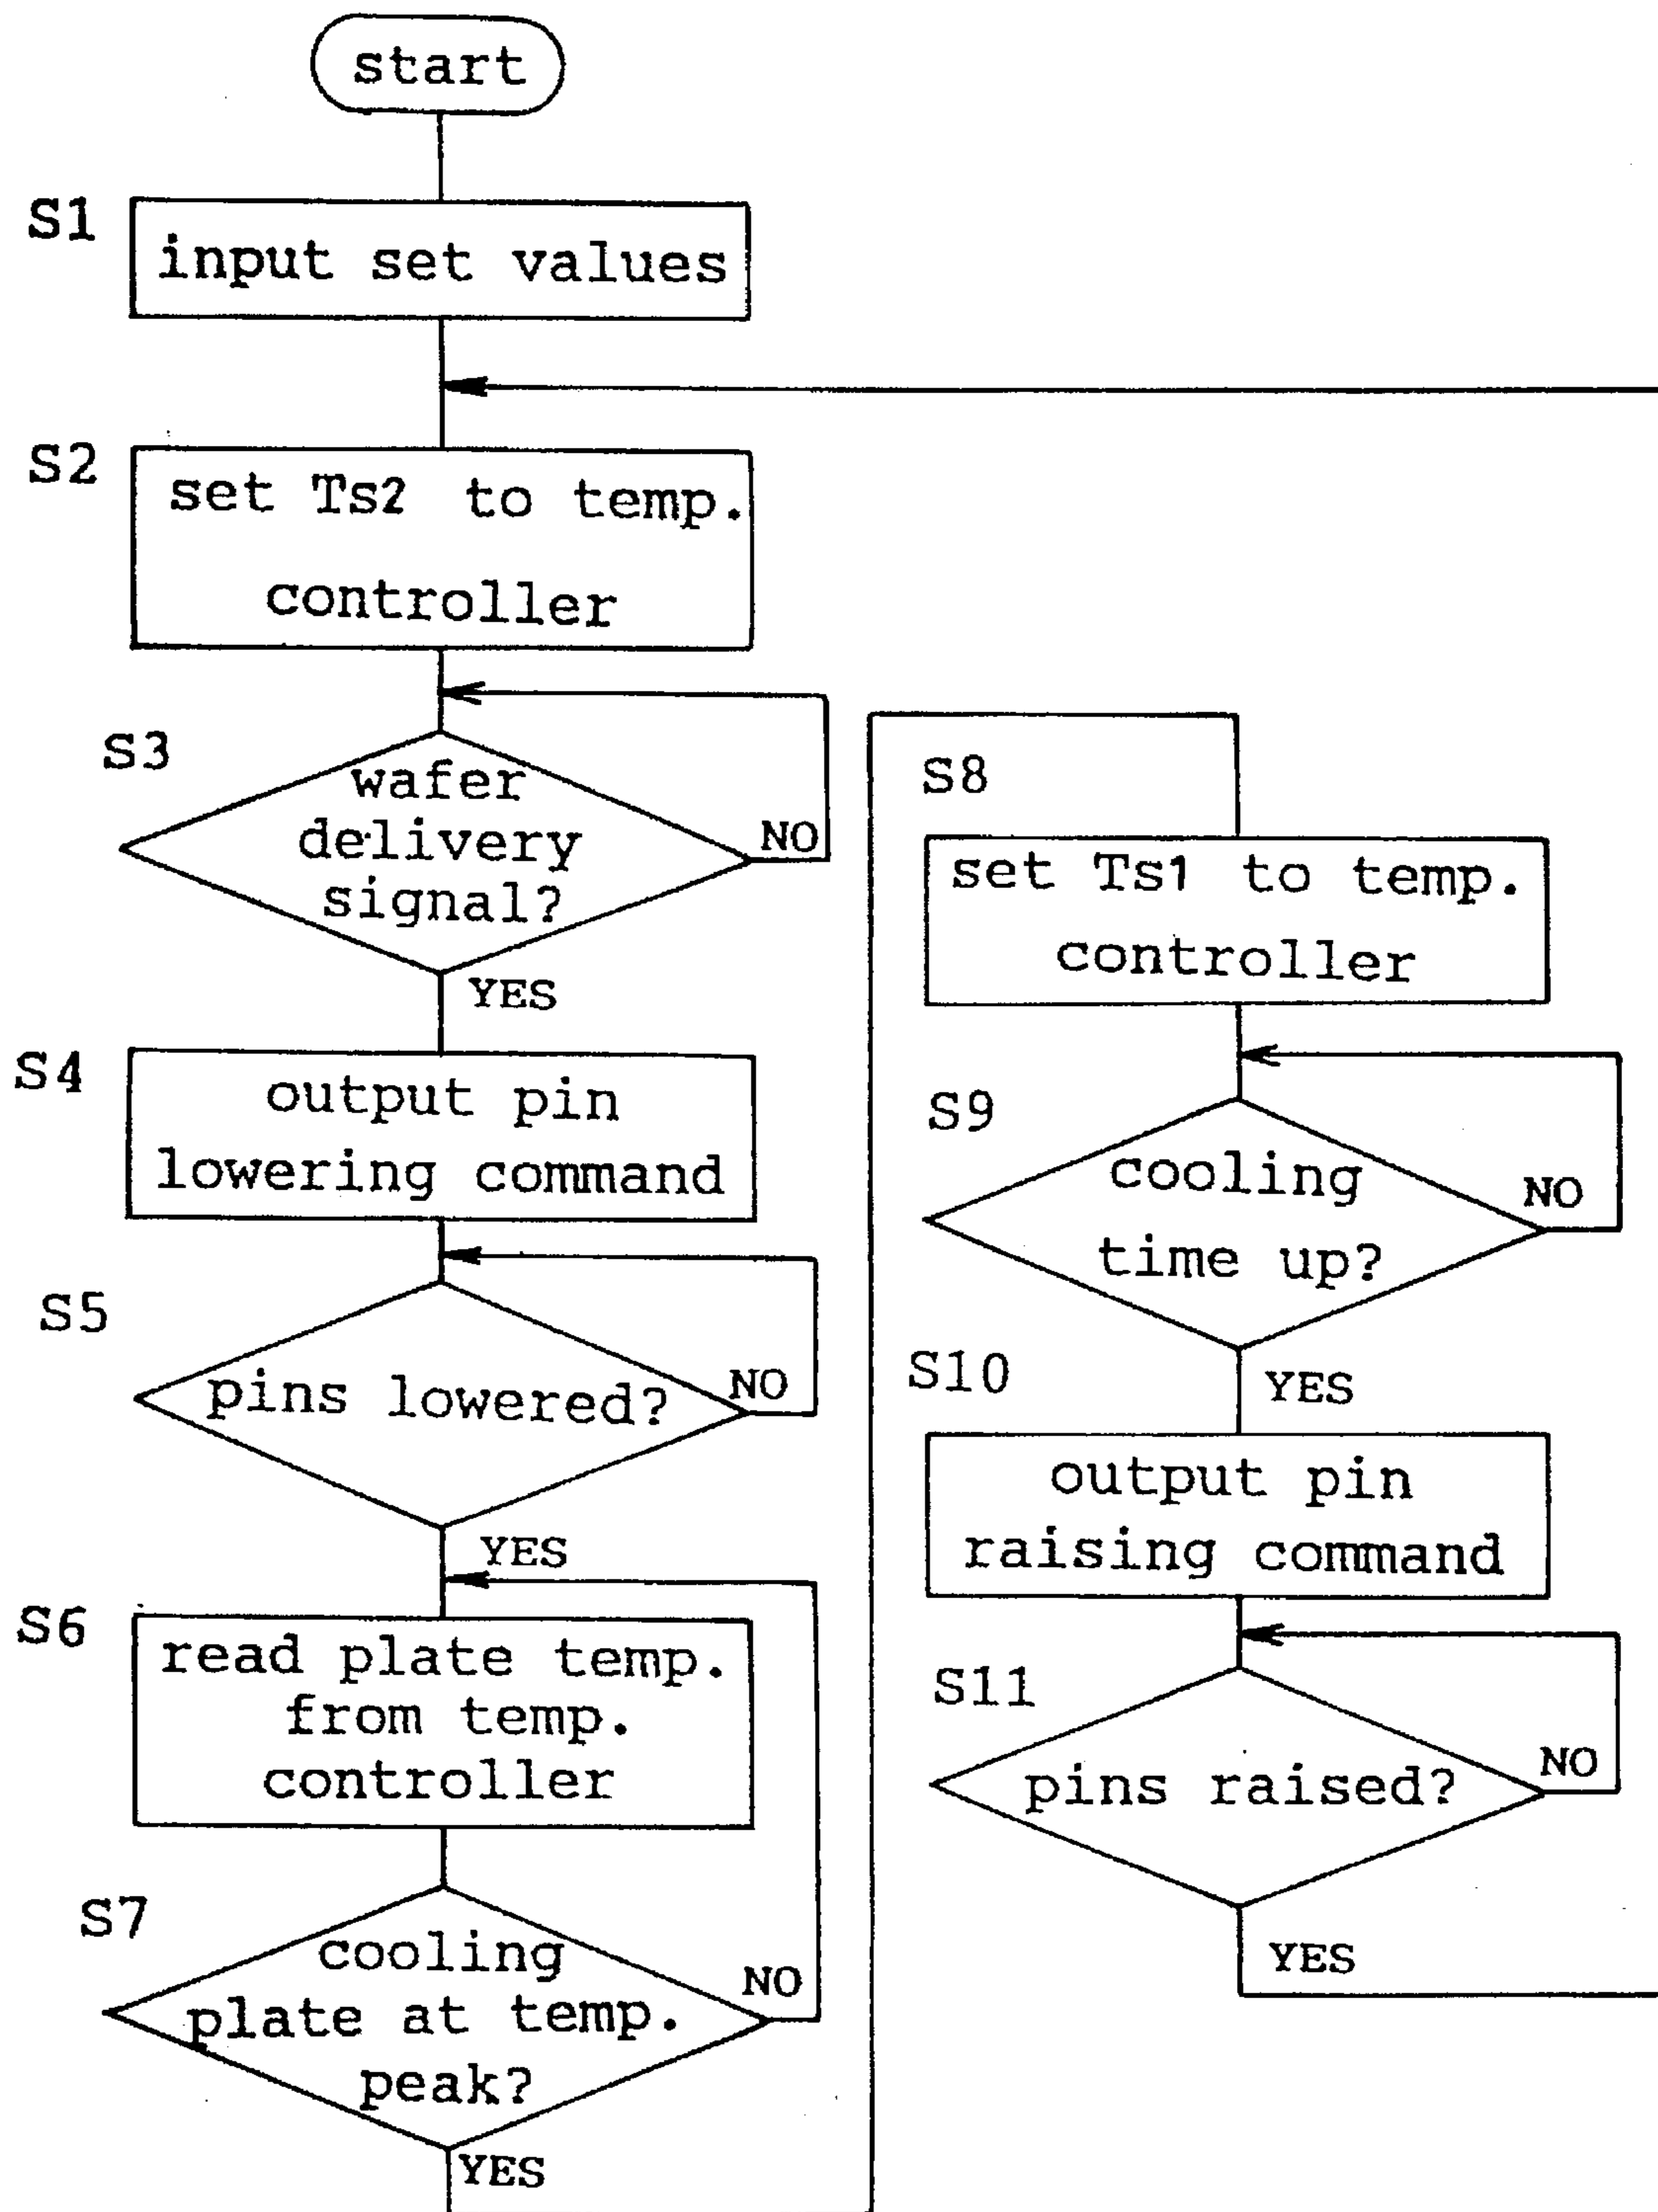 start
S1
input set values
S2
set Ts2 to temp.
controller
S3
wafer
delivery
signal?
NO
YES
S4
output pin
lowering command
S5
pins lowered?
NO
YES
S6
read plate temp.
from temp.
controller
S7
cooling
plate at temp.
peak?
NO
YES
S8
set Ts1 to temp.
controller
S9
cooling
time up?
NO
YES
S10
output pin
raising command
S11
pins raised?
NO
YES